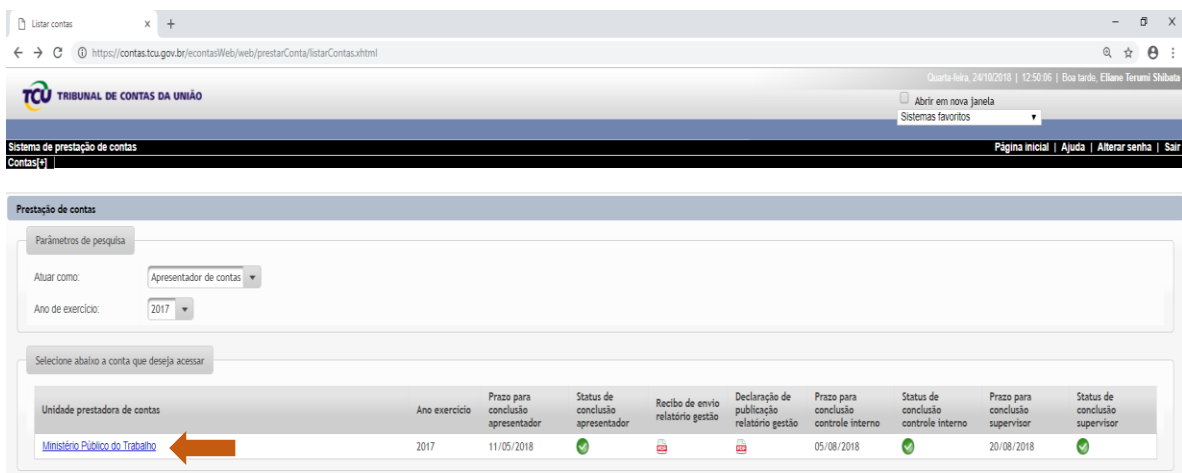 Listar contas
https://contas.tcu.gov.br/econtasWeb/web/prestarConta/listarContas.xhtml
Quarta-feira, 24/10/2018 | 12:50:06 | Boa tarde, Eliane Terumi Shibata
TCU TRIBUNAL DE CONTAS DA UNIÃO
Abrir em nova janela
Sistemas favoritos
Sistema de prestação de contas
Página inicial | Ajuda | Alterar senha | Sair
Contas[+]
Prestação de contas
Parâmetros de pesquisa
Atuar como: Apresentador de contas
Ano de exercício: 2017
Selecione abaixo a conta que deseja acessar
Unidade prestadora de contas
Ano exercício
Prazo para
conclusão
apresentador
Status de
conclusão
apresentador
Recibo de envio
relatório gestão
Declaração de
publicação
relatório gestão
Prazo para
conclusão
controle interno
Status de
conclusão
controle interno
Prazo para
conclusão
supervisor
Status de
conclusão
supervisor
Ministério Público do Trabalho 2017 11/05/2018 05/08/2018 20/08/2018